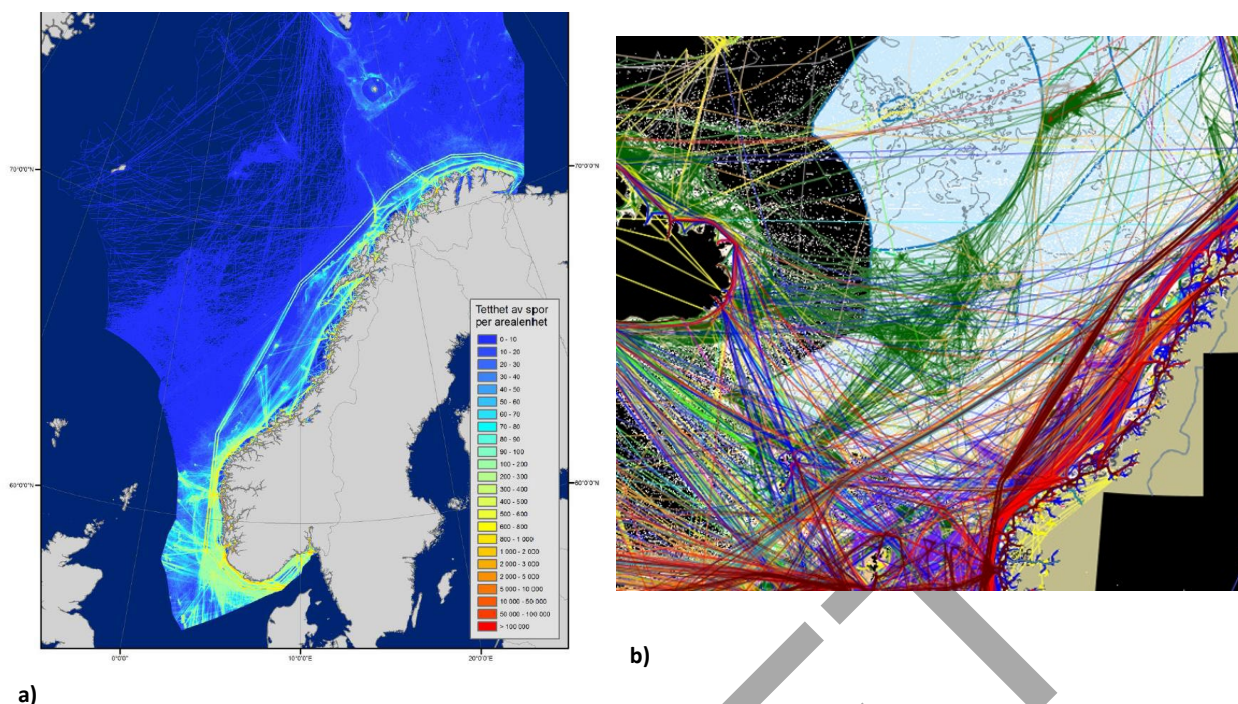 70°0'0"N
70°0'0"N
60°0'0"N
60°0'0"N
Tetthet av spor
per arealenhet
0 - 10
10 - 20
20 - 30
30 - 40
40 - 50
50 - 60
60 - 70
70 - 80
80 - 90
90 - 100
100 - 200
200 - 300
300 - 400
400 - 500
500 - 600
600 - 800
800 - 1 000
1 000 - 2 000
2 000 - 3 000
2 000 - 5 000
5 000 - 10 000
10 000 - 50 000
50 000 - 100 000
> 100 000
0°0'0"E
10°0'0"E
20°0'0"E
a)
b)